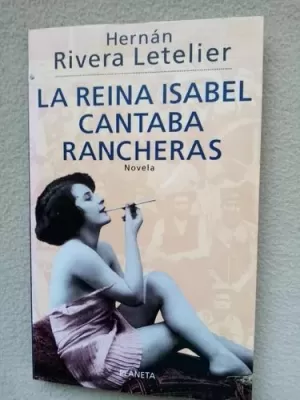 Hernán
Rivera Letelier
LA REINA ISABEL
CANTABA
RANCHERAS
Novela
PLANETA